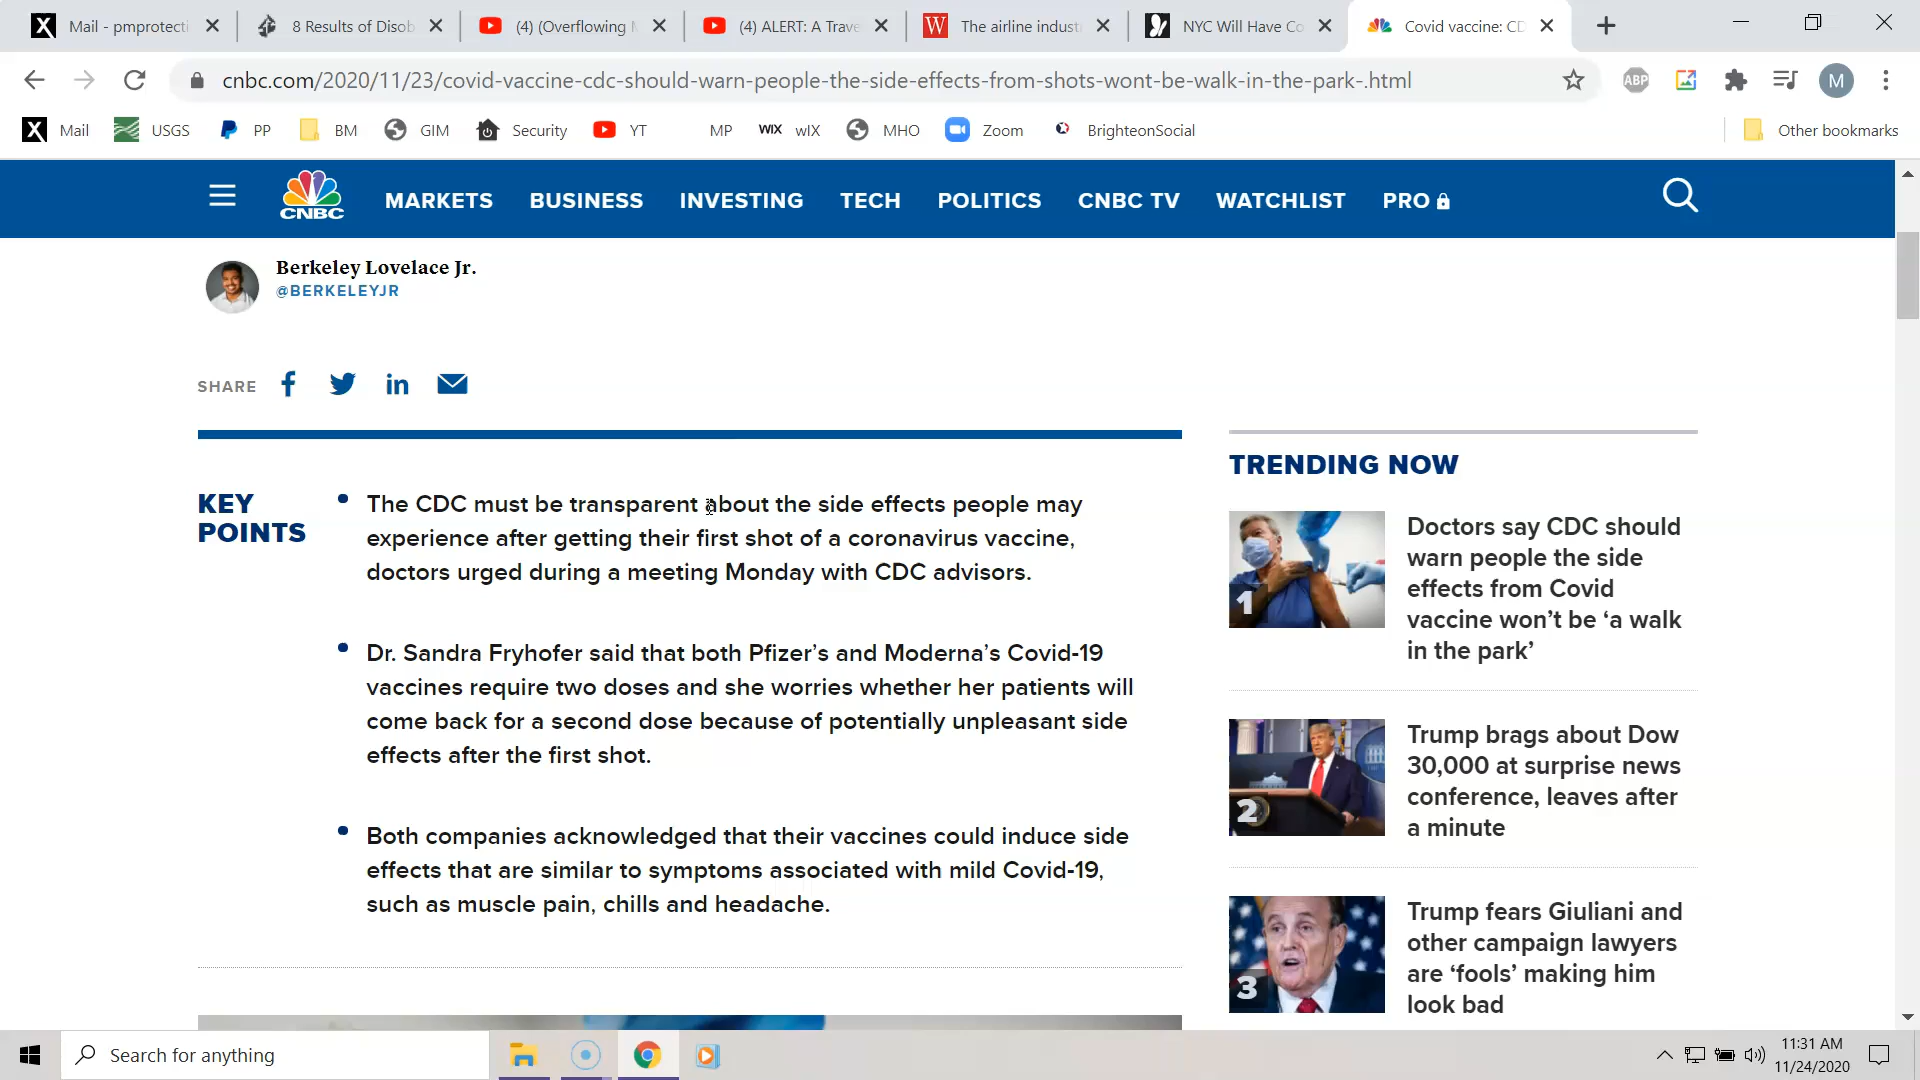 Mail - pmprotecti
8 Results of Disob
(4) (Overflowing
(4) ALERT: A Trave
The airline indust
NYC Will Have Co
Covid vaccine: CD
cnbc.com/2020/11/23/covid-vaccine-cdc-should-warn-people-the-side-effects-from-shots-wont-be-walk-in-the-park-.html
ABP
M
Mail
USGS
PP
BM
GIM
Security
YT
MP
WIX wIX
MHO
Zoom
BrighteonSocial
Other bookmarks
CNBC
MARKETS
BUSINESS
INVESTING
TECH
POLITICS
CNBC TV
WATCHLIST
PRO
Berkeley Lovelace Jr.
@BERKELEYJR
SHARE
KEY
POINTS
The CDC must be transparent about the side effects people may
experience after getting their first shot of a coronavirus vaccine,
doctors urged during a meeting Monday with CDC advisors.
Dr. Sandra Fryhofer said that both Pfizer’s and Moderna’s Covid-19
vaccines require two doses and she worries whether her patients will
come back for a second dose because of potentially unpleasant side
effects after the first shot.
Both companies acknowledged that their vaccines could induce side
effects that are similar to symptoms associated with mild Covid-19,
such as muscle pain, chills and headache.
TRENDING NOW
1
Doctors say CDC should
warn people the side
effects from Covid
vaccine won’t be ‘a walk
in the park’
2
Trump brags about Dow
30,000 at surprise news
conference, leaves after
a minute
3
Trump fears Giuliani and
other campaign lawyers
are ‘fools’ making him
look bad
Search for anything
11:31 AM
11/24/2020